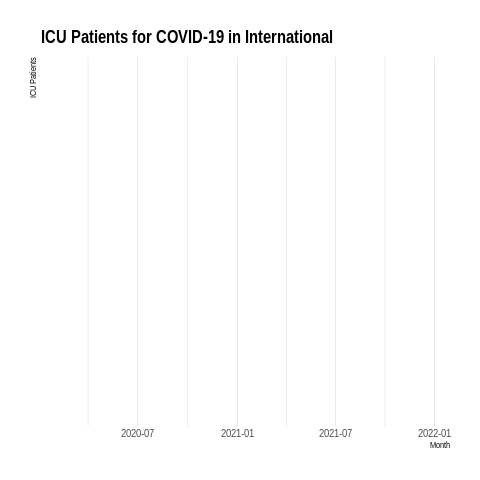 ICU Patients for COVID-19 in International
ICU Patients
2020-07 2021-01 2021-07 2022-01
Month